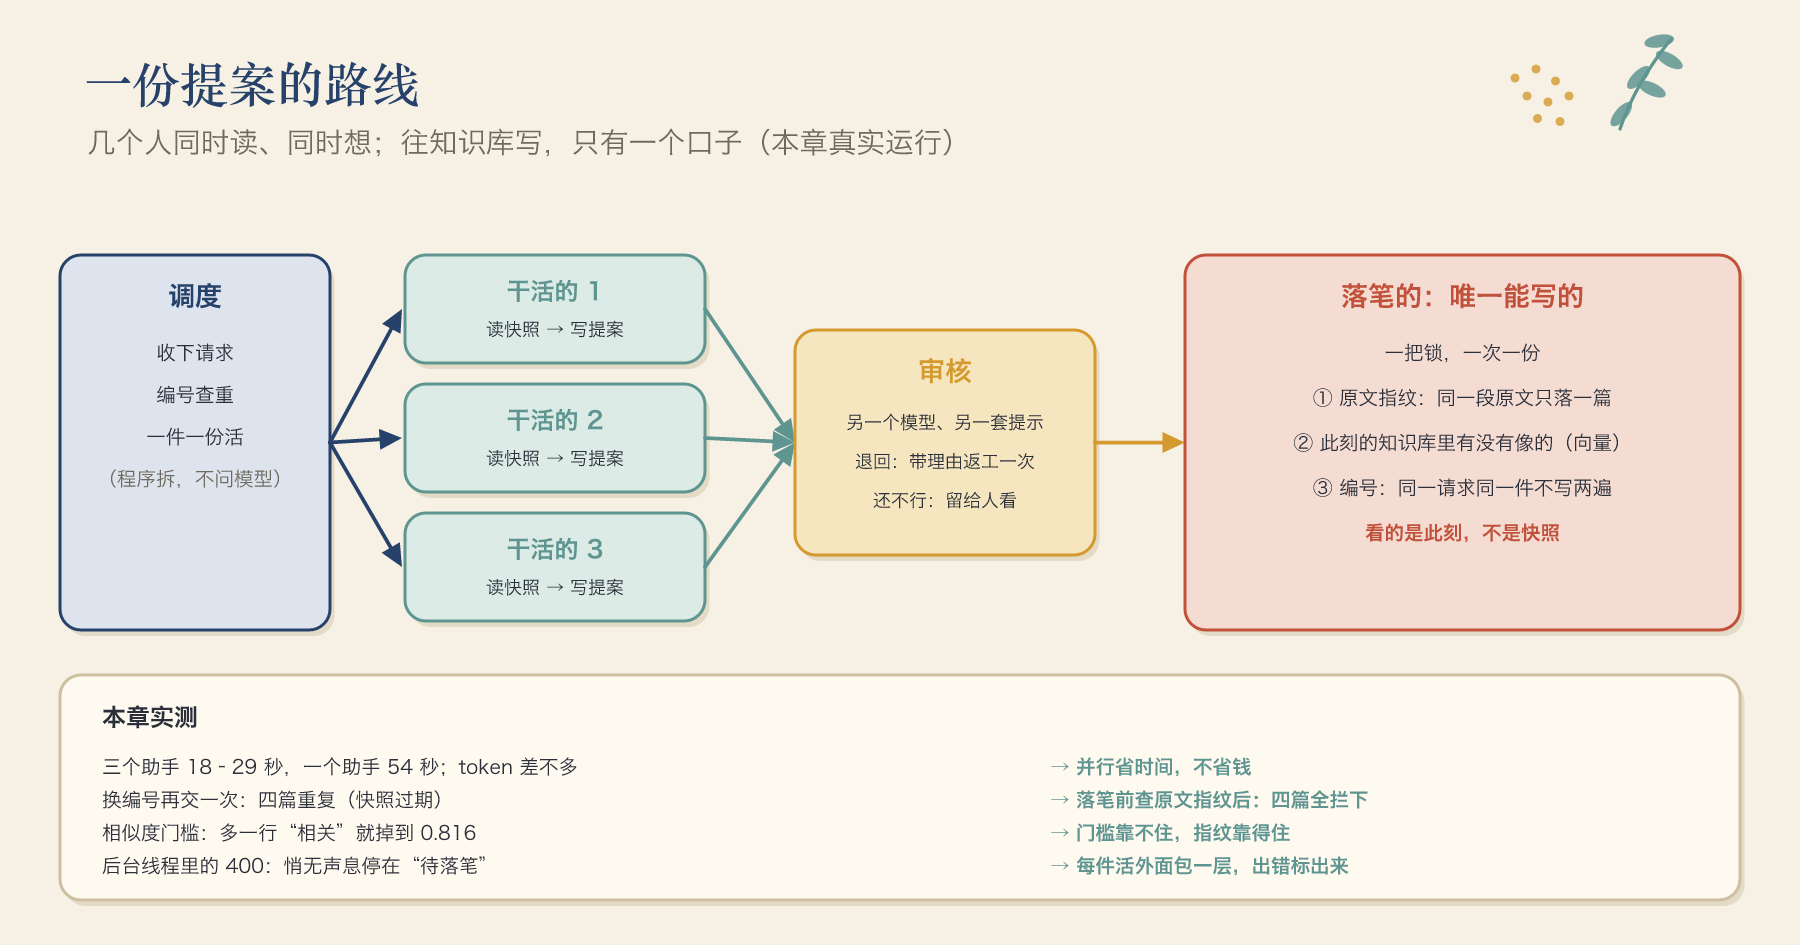 一份提案的路线
几个人同时读、同时想；往知识库写，只有一个口子（本章真实运行）
调度
收下请求
编号查重
一件一份活
（程序拆，不问模型）
干活的 1
读快照 → 写提案
干活的 2
读快照 → 写提案
干活的 3
读快照 → 写提案
审核
另一个模型、另一套提示
退回：带理由返工一次
还不行：留给人看
落笔的：唯一能写的
一把锁，一次一份
① 原文指纹：同一段原文只落一篇
② 此刻的知识库里有没有像的（向量）
③ 编号：同一请求同一件不写两遍
看的是此刻，不是快照
本章实测
三个助手 18 - 29 秒，一个助手 54 秒；token 差不多
→ 并行省时间，不省钱
换编号再交一次：四篇重复（快照过期）
→ 落笔前查原文指纹后：四篇全拦下
相似度门槛：多一行“相关”就掉到 0.816
→ 门槛靠不住，指纹靠得住
后台线程里的 400：悄无声息停在“待落笔”
→ 每件活外面包一层，出错标出来